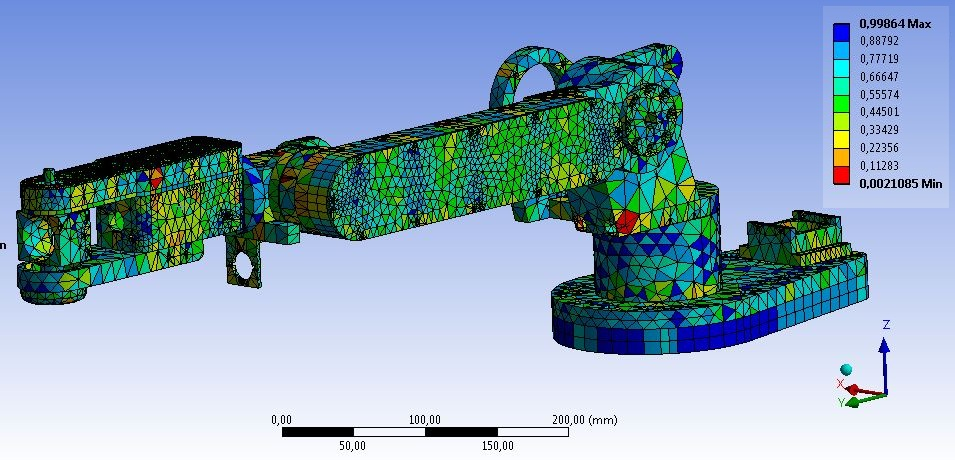 0,99864 Max
0,88792
0,77719
0,66647
0,55574
0,44501
0,33429
0,22356
0,11283
0,0021085 Min
n
Z
X
Y
0,00 100,00 200,00 (mm)
50,00 150,00